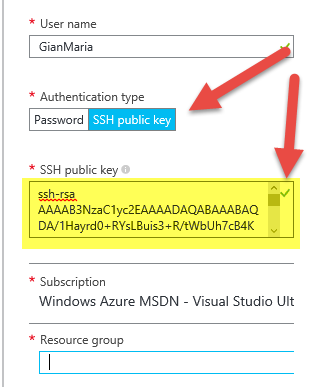 * User name
GianMaria
* Authentication type
Password SSH public key
* SSH public key
ssh-rsa
AAAAB3NzaC1yc2EAAAADAQABAAABAQ
DA/1Hayrd0+RYsLBuis3+R/tWbUh7cB4K
* Subscription
Windows Azure MSDN - Visual Studio Ult
* Resource group